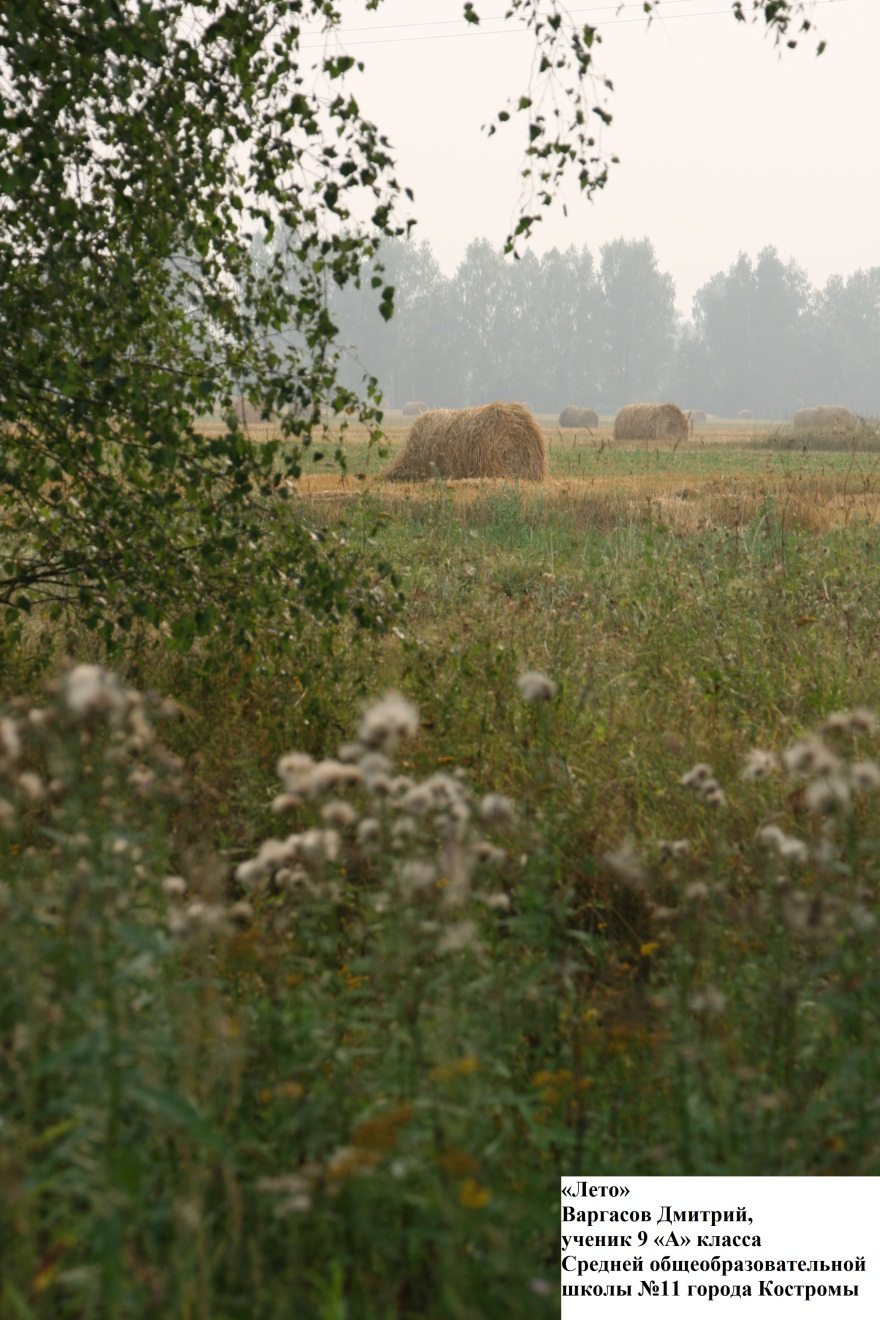 «Лето»
Варгасов Дмитрий,
ученик 9 «А» класса
Средней общеобразовательной
школы №11 города Костромы